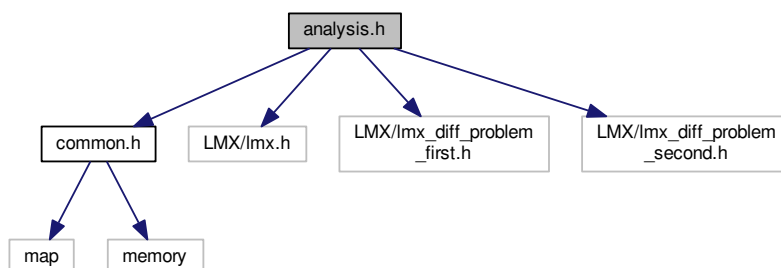 analysis.h
common.h
LMX/lmx.h
LMX/lmx_diff_problem
_first.h
LMX/lmx_diff_problem
_second.h
map
memory